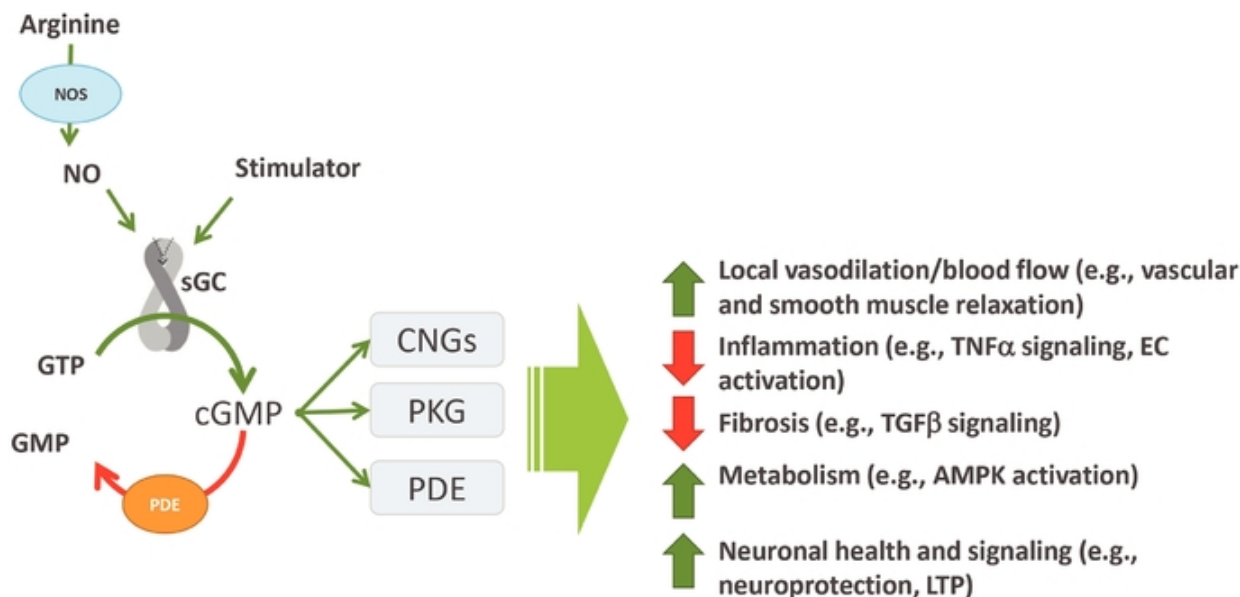 Arginine
NOS
NO
Stimulator
sGC
GTP
cGMP
GMP
PDE
CNGs
PKG
PDE
Local vasodilation/blood flow (e.g., vascular
and smooth muscle relaxation)
Inflammation (e.g., TNFα signaling, EC
activation)
Fibrosis (e.g., TGFβ signaling)
Metabolism (e.g., AMPK activation)
Neuronal health and signaling (e.g.,
neuroprotection, LTP)